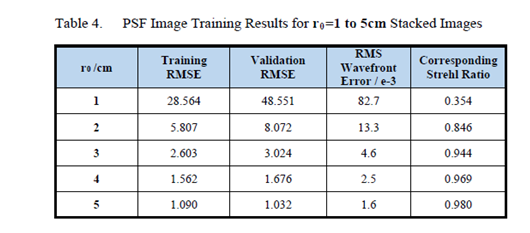 Table 4. PSF Image Training Results for r₀=1 to 5cm Stacked Images
r₀ /cm Training RMSE Validation RMSE RMS Wavefront Error / e-3 Corresponding Strehl Ratio
1 28.564 48.551 82.7 0.354
2 5.807 8.072 13.3 0.846
3 2.603 3.024 4.6 0.944
4 1.562 1.676 2.5 0.969
5 1.090 1.032 1.6 0.980